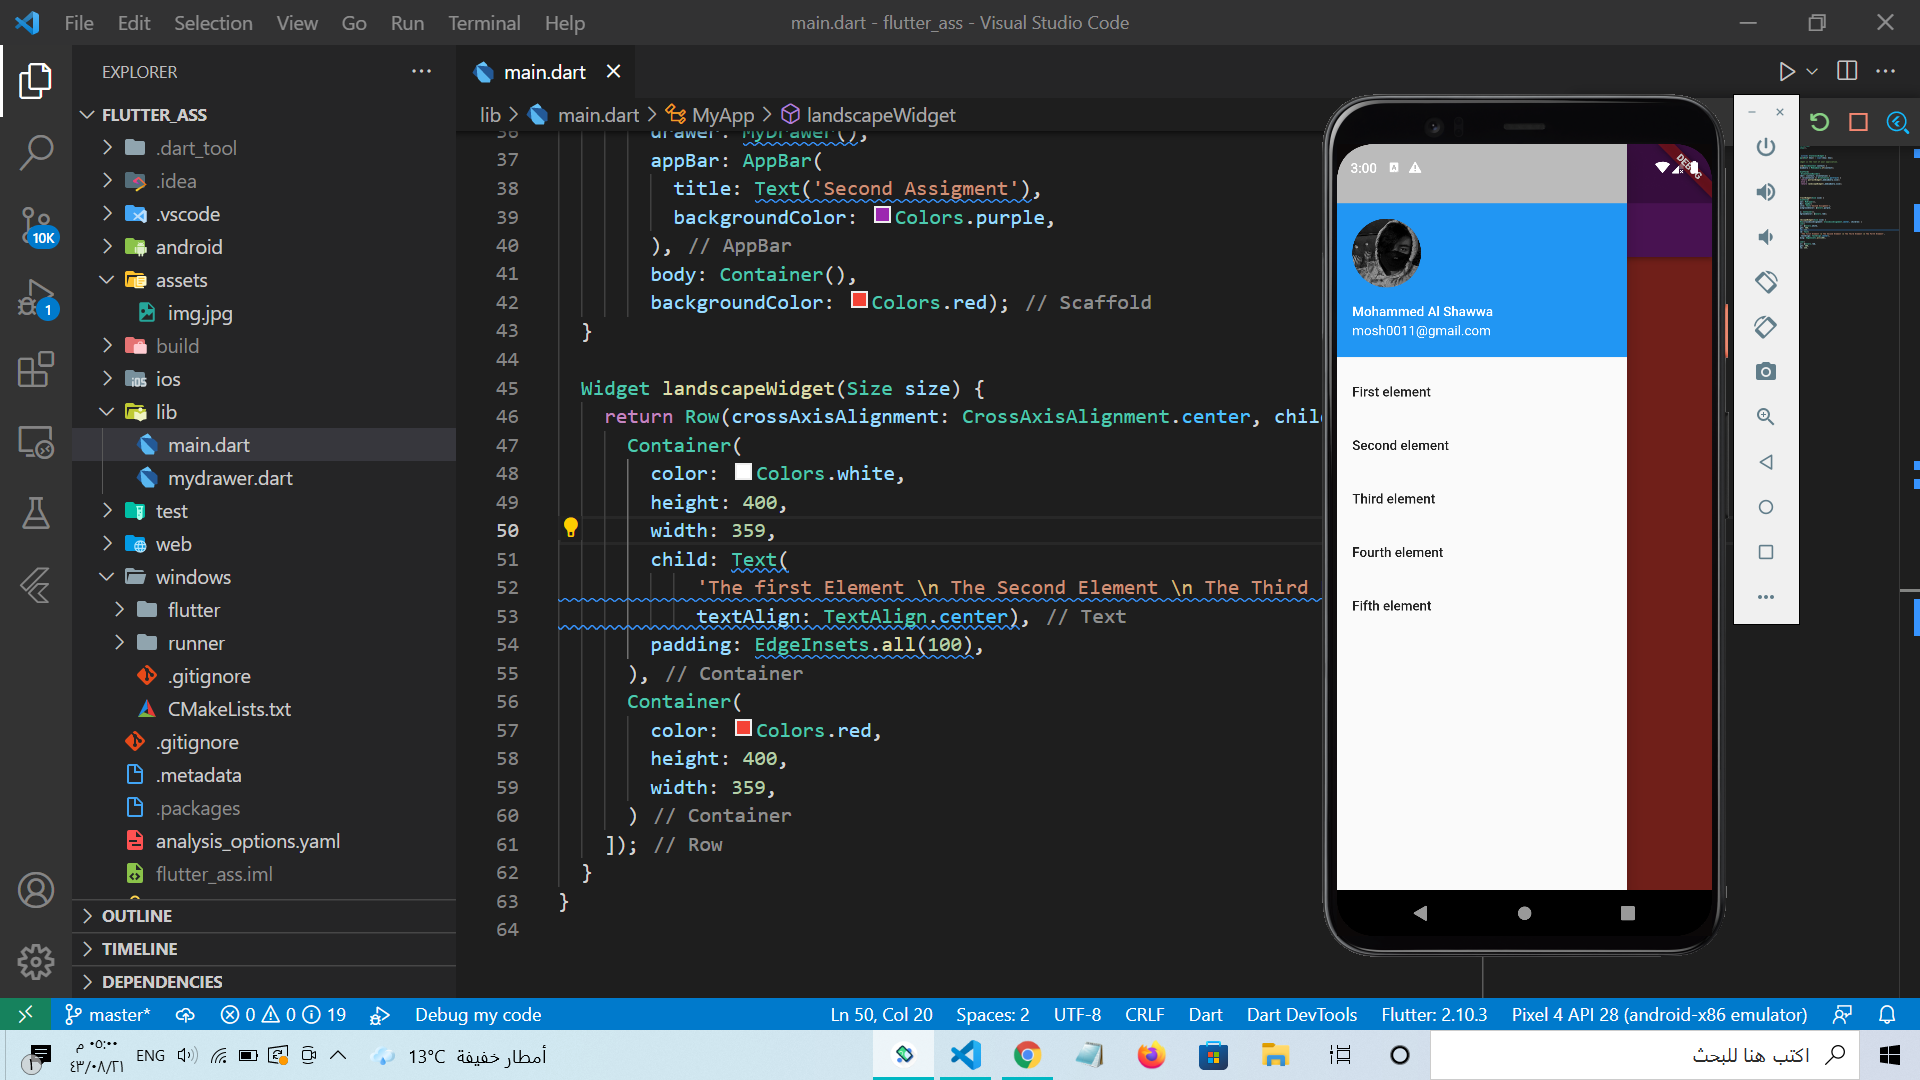 File Edit Selection View Go Run Terminal Help
main.dart - flutter_ass - Visual Studio Code
EXPLORER
FLUTTER_ASS
.dart_tool
.idea
.vscode
android
assets
img.jpg
build
ios
lib
main.dart
mydrawer.dart
test
web
windows
flutter
runner
.gitignore
CMakeLists.txt
.gitignore
.metadata
.packages
analysis_options.yaml
flutter_ass.iml
OUTLINE
TIMELINE
DEPENDENCIES
10K
1
main.dart
lib > main.dart > MyApp > landscapeWidget
36 drawer: MyDrawer(),
37 appBar: AppBar(
38 title: Text('Second Assigment'),
39 backgroundColor: Colors.purple,
40 ), // AppBar
41 body: Container(),
42 backgroundColor: Colors.red); // Scaffold
43 }
44
45 Widget landscapeWidget(Size size) {
46 return Row(crossAxisAlignment: CrossAxisAlignment.center, chil
47 Container(
48 color: Colors.white,
49 height: 400,
50 width: 359,
51 child: Text(
52 'The first Element \n The Second Element \n The Third
53 textAlign: TextAlign.center), // Text
54 padding: EdgeInsets.all(100),
55 ), // Container
56 Container(
57 color: Colors.red,
58 height: 400,
59 width: 359,
60 ) // Container
61 ]); // Row
62 }
63 }
64
3:00
DEBUG
Mohammed Al Shawwa
mosh0011@gmail.com
First element
Second element
Third element
Fourth element
Fifth element
master* 0 0 19 Debug my code
Ln 50, Col 20 Spaces: 2 UTF-8 CRLF Dart Dart DevTools Flutter: 2.10.3 Pixel 4 API 28 (android-x86 emulator)
٠٥:٠٠ م
٤٣/٠٨/٢١
ENG
13°C أمطار خفيفة
اكتب هنا للبحث